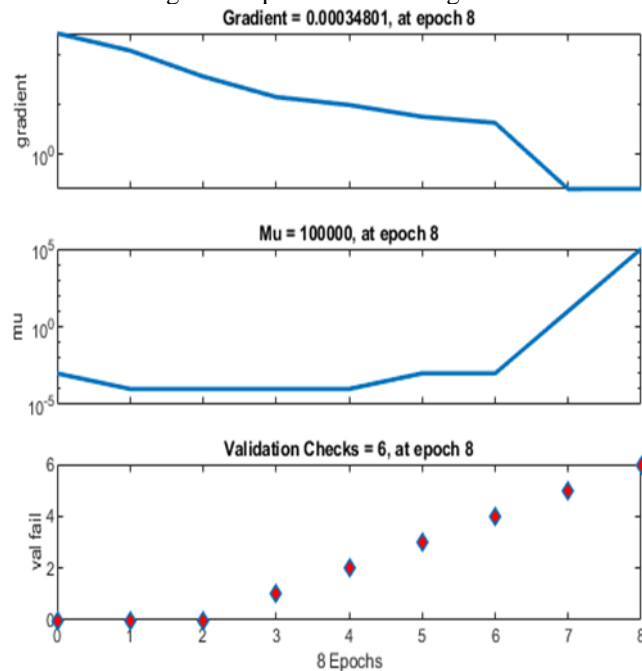 Gradient = 0.00034801, at epoch 8
gradient
10^0
Mu = 100000, at epoch 8
10^5
10^0
10^-5
mu
Validation Checks = 6, at epoch 8
6
4
2
0
val fail
0 1 2 3 4 5 6 7 8
8 Epochs